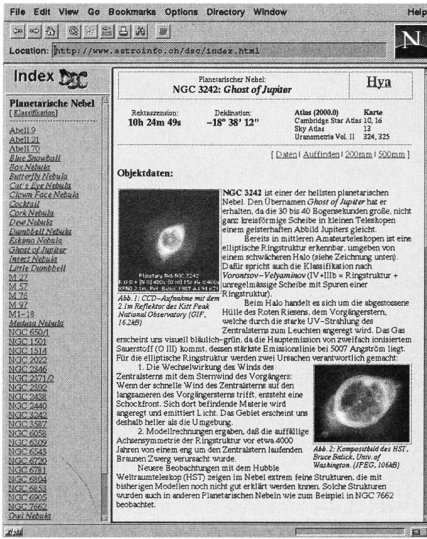 File Edit View Go Bookmarks Options Directory Window Help
Location: http://www.astroinfo.ch/dsc/index.html
N
Index DSC
Planetarische Nebel
[ Klassifikation]
Abell 9
Abell 21
Abell 70
Blue Snowball
Box Nebula
Butterfly Nebula
Cat's Eye Nebula
Clown Face Nebula
Cocktail
Cork Nebula
Dew Nebula
Dumbbell Nebula
Eskimo Nebula
Ghost of Jupiter
Insect Nebula
Little Dumbbell
M 27
M 57
M 76
M 97
M1-18
Medusa Nebula
NGC 650/1
NGC 1501
NGC 1514
NGC 2022
NGC 2346
NGC 2371/2
NGC 2392
NGC 2438
NGC 2440
NGC 3242
NGC 3587
NGC 6058
NGC 6309
NGC 6543
NGC 6720
NGC 6781
NGC 6804
NGC 6853
NGC 6905
NGC 7662
Owl Nebula
Planetarischer Nebel:
NGC 3242: Ghost of Jupiter
Hya
Rektaszension:
10h 24m 49s
Deklination:
-18° 38' 12"
Atlas (2000.0) Karte
Cambridge Star Atlas 10, 16
Sky Atlas 13
Uranometria Vol. II 324, 325
[ Daten | Auffinden | 200mm | 500mm ]
Objektdaten:
Planetary Neb NGC 3242
Abb. 1: CCD-Aufnahme mit dem
2.1m Reflektor des Kitt Peak
National Observatory (GIF,
162kB)
NGC 3242 ist einer der hellsten planetarischen
Nebel. Den Übernamen Ghost of Jupiter hat er
erhalten, da die 30 bis 40 Bogensekunden große, nicht
ganz kreisförmige Scheibe in kleinen Teleskopen
einem geisterhaften Abbild Jupiters gleicht.
Bereits in mittleren Amateurteleskopen ist eine
elliptische Ringstruktur erkennbar, umgeben von
einem schwächeren Halo (siehe Zeichnung unten).
Dafür spricht auch die Klassifikation nach
Vorontsov-Velyaminov (IV+IIIb = Ringstruktur +
unregelmässige Scheibe mit Spuren einer
Ringstruktur).
Beim Halo handelt es sich um die abgestossene
Hülle des Roten Riesens, dem Vorgängerstern,
welche durch die starke UV-Strahlung des
Zentralsterns zum Leuchten angeregt wird. Das Gas
erscheint uns visuell bläulich-grün, da die Hauptemission von zweifach ionisiertem
Sauerstoff (O III) kommt, dessen stärkste Emissionslinie bei 5007 Angström liegt.
Für die elliptische Ringstruktur werden zwei Ursachen verantwortlich gemacht:
1. Die Wechselwirkung des Winds des
Zentralsterns mit dem Sternwind des Vorgängers:
Wenn der schnelle Wind des Zentralsterns auf den
langsameren des Vorgängersterns trifft, entsteht eine
Schockfront. Sich dort befindende Materie wird
angeregt und emittiert Licht. Das Gebiet erscheint uns
deshalb heller als die Umgebung.
2. Modellrechnungen ergaben, daß die auffällige
Achsensymmetrie der Ringstruktur vor etwa 4000
Jahren von einem eng um den Zentralstern laufenden
Braunen Zwerg verursacht wurde.
Abb. 2: Kompositbild des HST,
Bruce Balick, Univ. of
Washington. (JPEG, 106kB)
Neuere Beobachtungen mit dem Hubble
Weltraumteleskop (HST) zeigen im Nebel extrem feine Strukturen, die mit
bisherigen Modellen noch nicht gut erklärt werden können. Solche Strukturen
wurden auch in anderen Planetarischen Nebeln wie zum Beispiel in NGC 7662
beobachtet.